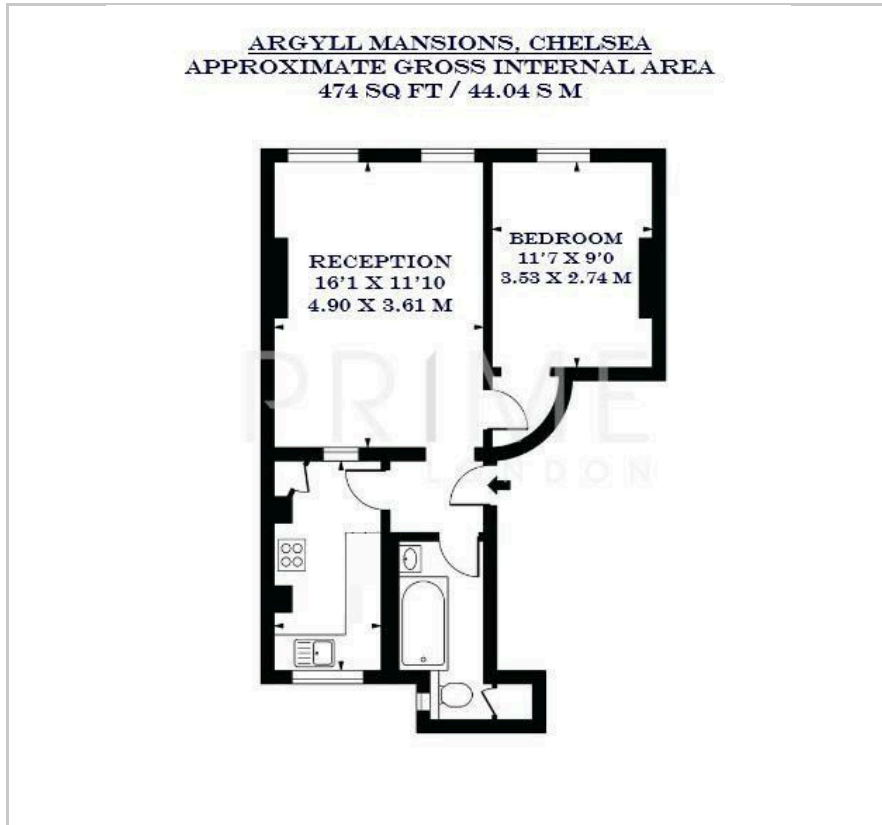 ARGYLL MANSIONS, CHELSEA
APPROXIMATE GROSS INTERNAL AREA
474 SQ FT / 44.04 S M
RECEPTION
16'1 X 11'10
4.90 X 3.61 M
BEDROOM
11'7 X 9'0
3.53 X 2.74 M
PRIME
LONDON